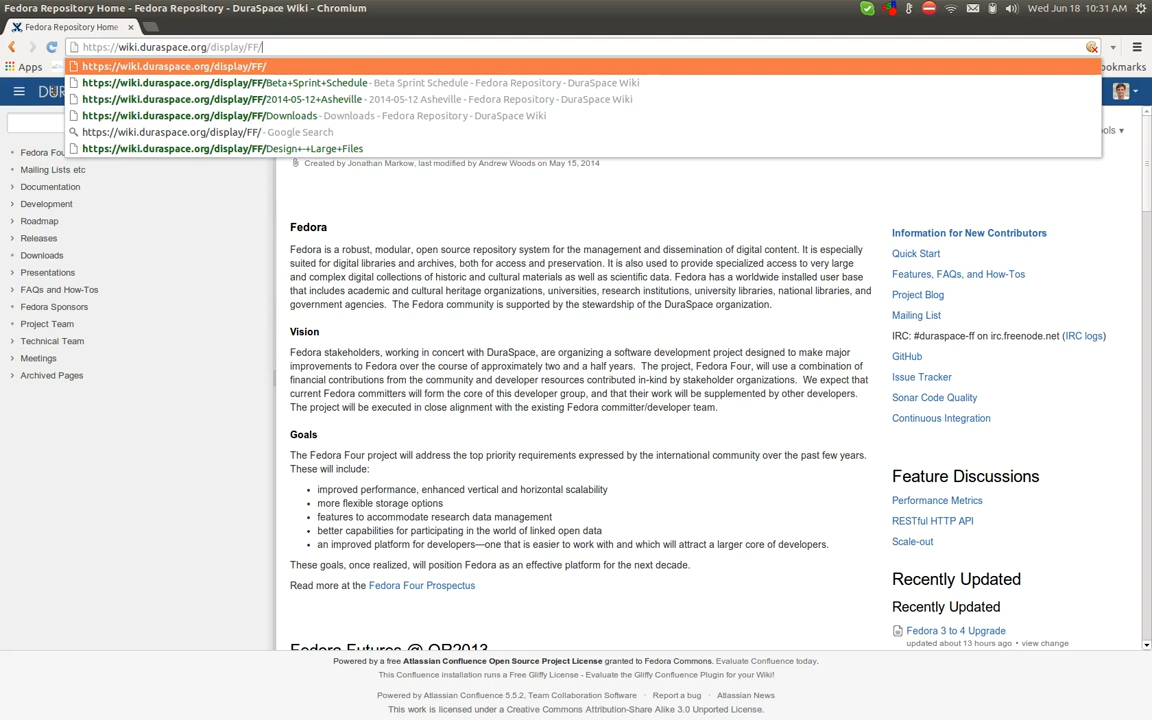 Fedora Repository Home - Fedora Repository - DuraSpace Wiki - Chromium
Wed Jun 18 10:31 AM
Fedora Repository Home
https://wiki.duraspace.org/display/FF/
Apps
https://wiki.duraspace.org/display/FF/
ookmarks
https://wiki.duraspace.org/display/FF/Beta+Sprint+Schedule - Beta Sprint Schedule - Fedora Repository - DuraSpace Wiki
DUR
https://wiki.duraspace.org/display/FF/2014-05-12+Asheville - 2014-05-12 Asheville - Fedora Repository - DuraSpace Wiki
https://wiki.duraspace.org/display/FF/Downloads - Downloads - Fedora Repository - DuraSpace Wiki
https://wiki.duraspace.org/display/FF/ - Google Search
ols
https://wiki.duraspace.org/display/FF/Design+-+Large+Files
Created by Jonathan Markow, last modified by Andrew Woods on May 15, 2014
Fedora Fou
Mailing Lists etc
Documentation
Development
Roadmap
Releases
Downloads
Presentations
FAQs and How-Tos
Fedora Sponsors
Project Team
Technical Team
Meetings
Archived Pages
Fedora
Fedora is a robust, modular, open source repository system for the management and dissemination of digital content. It is especially
suited for digital libraries and archives, both for access and preservation. It is also used to provide specialized access to very large
and complex digital collections of historic and cultural materials as well as scientific data. Fedora has a worldwide installed user base
that includes academic and cultural heritage organizations, universities, research institutions, university libraries, national libraries, and
government agencies. The Fedora community is supported by the stewardship of the DuraSpace organization.
Vision
Fedora stakeholders, working in concert with DuraSpace, are organizing a software development project designed to make major
improvements to Fedora over the course of approximately two and a half years. The project, Fedora Four, will use a combination of
financial contributions from the community and developer resources contributed in-kind by stakeholder organizations. We expect that
current Fedora committers will form the core of this developer group, and that their work will be supplemented by other developers.
The project will be executed in close alignment with the existing Fedora committer/developer team.
Goals
The Fedora Four project will address the top priority requirements expressed by the international community over the past few years.
These will include:
• improved performance, enhanced vertical and horizontal scalability
• more flexible storage options
• features to accommodate research data management
• better capabilities for participating in the world of linked open data
• an improved platform for developers—one that is easier to work with and which will attract a larger core of developers.
These goals, once realized, will position Fedora as an effective platform for the next decade.
Read more at the Fedora Four Prospectus
Fedora Futures @ OR2013
Information for New Contributors
Quick Start
Features, FAQs, and How-Tos
Project Blog
Mailing List
IRC: #duraspace-ff on irc.freenode.net (IRC logs)
GitHub
Issue Tracker
Sonar Code Quality
Continuous Integration
Feature Discussions
Performance Metrics
RESTful HTTP API
Scale-out
Recently Updated
Recently Updated
Fedora 3 to 4 Upgrade
updated about 13 hours ago • view change
Powered by a free Atlassian Confluence Open Source Project License granted to Fedora Commons. Evaluate Confluence today.
This Confluence installation runs a Free Gliffy License - Evaluate the Gliffy Confluence Plugin for your Wiki!
Powered by Atlassian Confluence 5.5.2, Team Collaboration Software · Report a bug · Atlassian News
This work is licensed under a Creative Commons Attribution-Share Alike 3.0 Unported License.